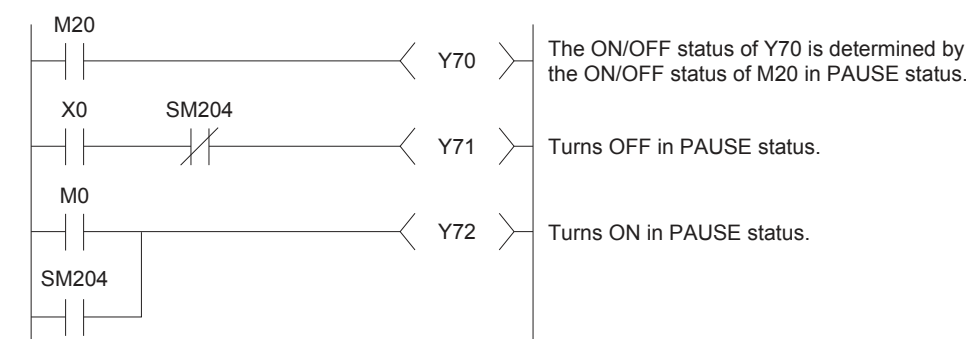 M20
Y70
The ON/OFF status of Y70 is determined by
the ON/OFF status of M20 in PAUSE status.
X0 SM204
Y71
Turns OFF in PAUSE status.
M0
Y72
Turns ON in PAUSE status.
SM204